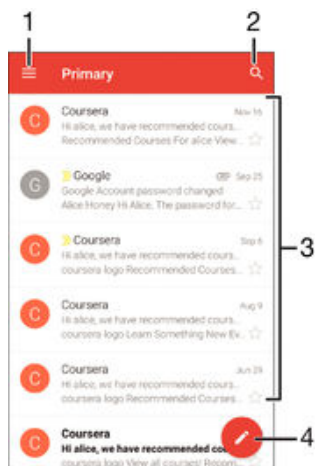 1
2
Primary
C
Coursera
Nov 16
Hi alice, we have recommended cours...
Recommended Courses For alice View...
G
Google
Sep 25
Google Account password changed
Alice Honey Hi Alice, The password for...
C
Coursera
Sep 6
Hi alice, we have recommended cours...
coursera logo Recommended Courses...
3
C
Coursera
Aug 9
Hi alice, we have recommended cours...
coursera logo Learn Something New Ev...
C
Coursera
Jun 29
Hi alice, we have recommended cours...
coursera logo Recommended Courses...
C
Coursera
Hi alice, we have recommended co
coursera logo View all courses! Recom
4